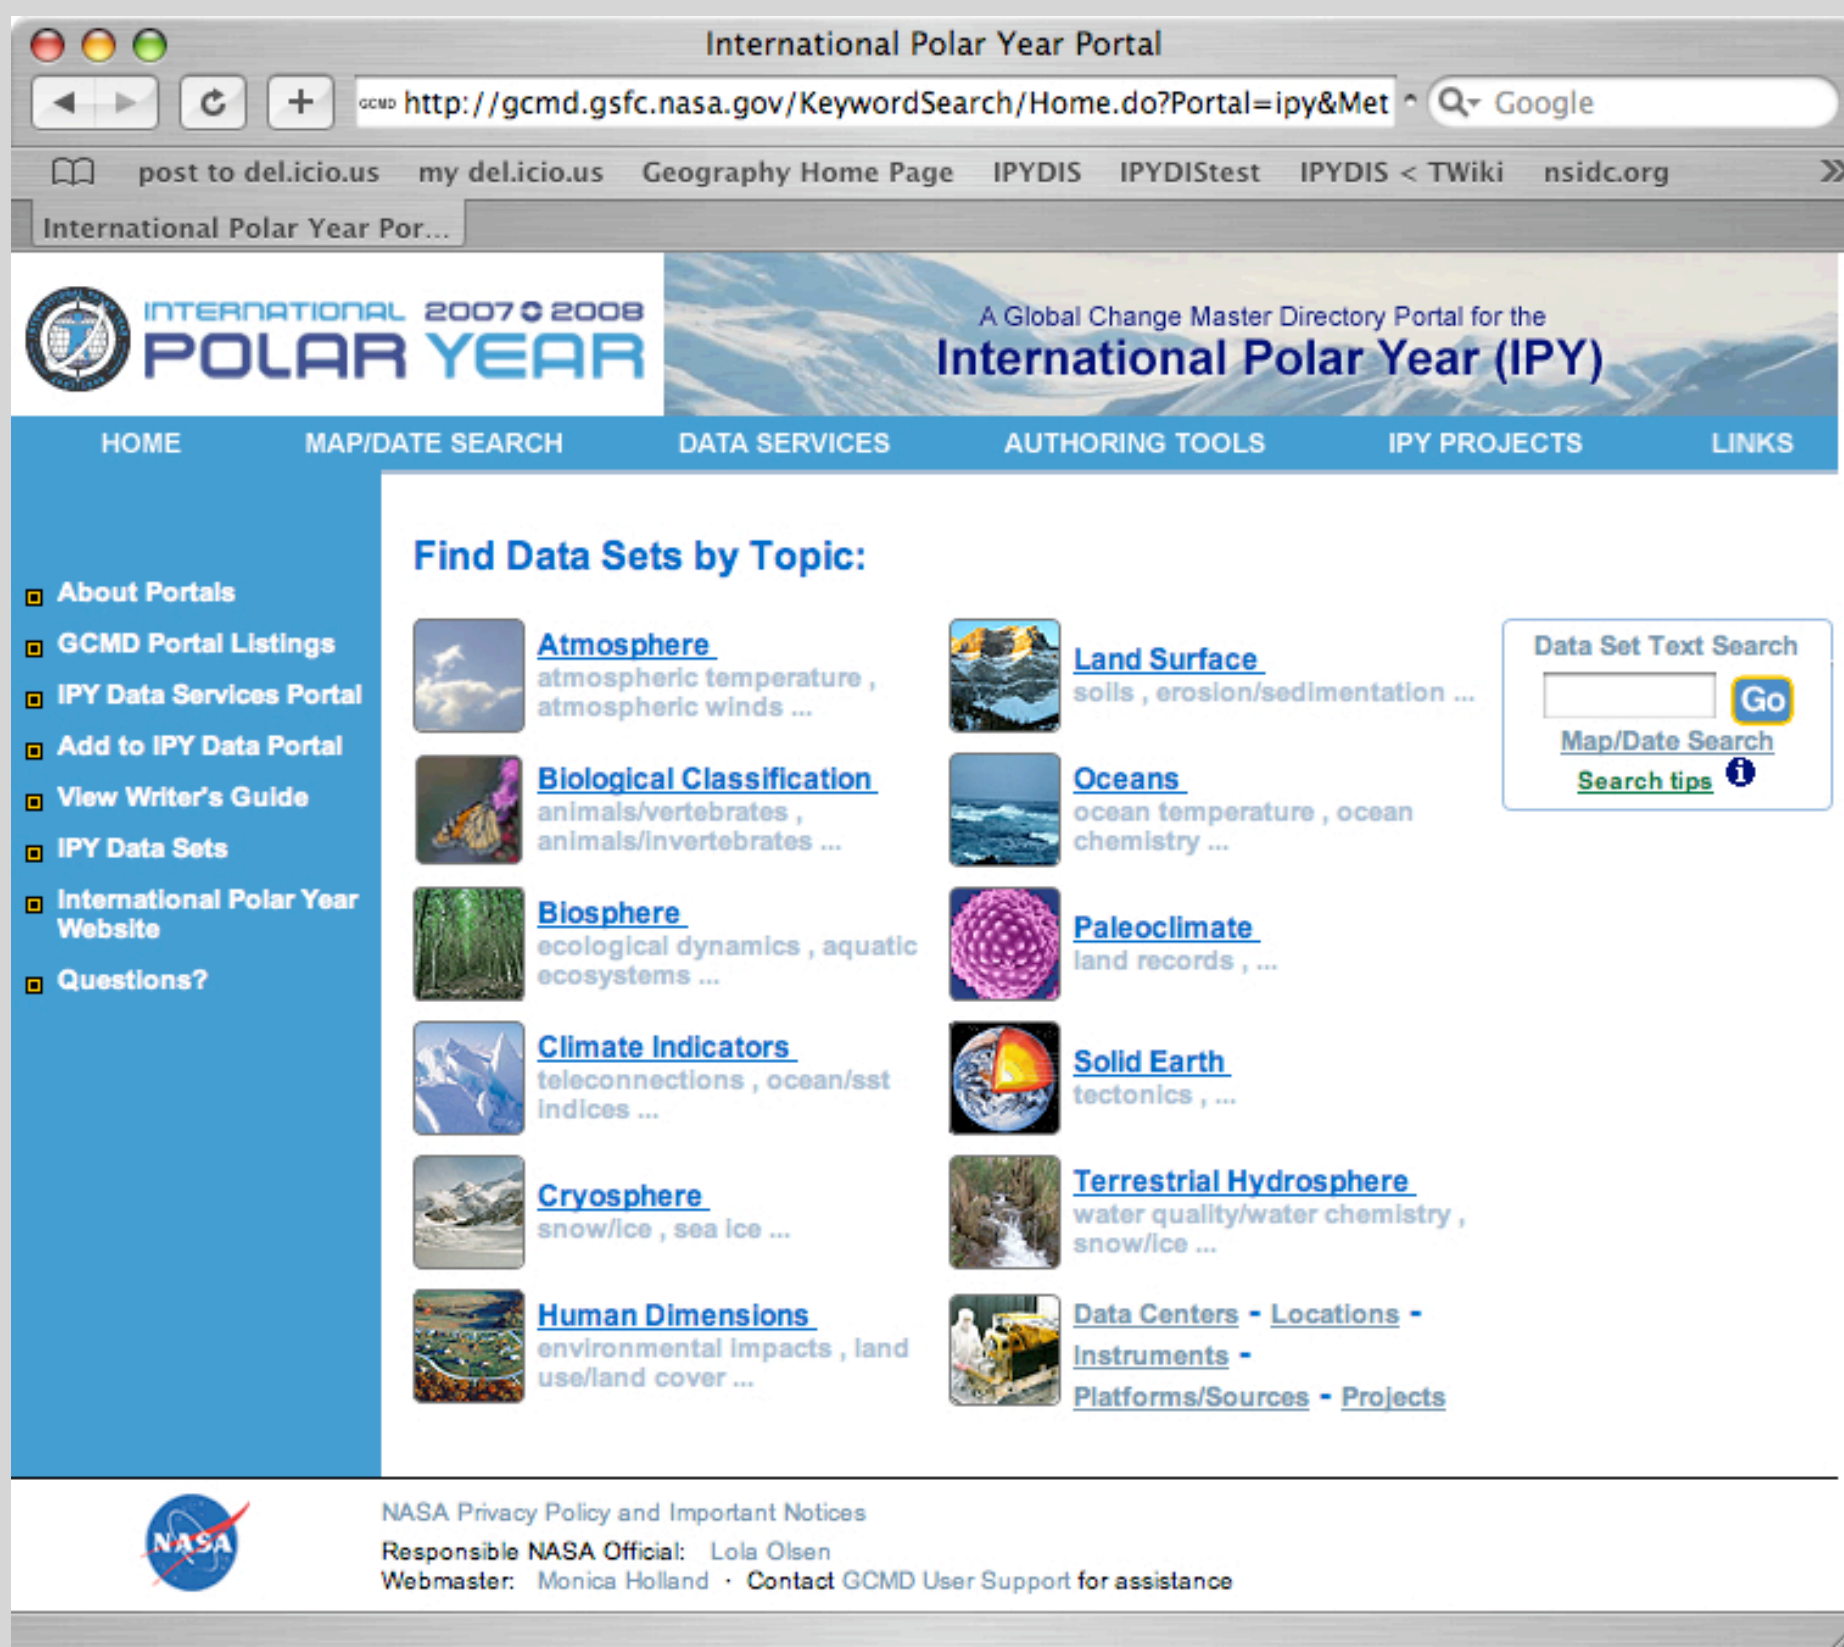 International Polar Year Portal
GCMD http://gcmd.gsfc.nasa.gov/KeywordSearch/Home.do?Portal=ipy&Met
Google
post to del.icio.us my del.icio.us Geography Home Page IPYDIS IPYDIStest IPYDIS < TWiki nsidc.org
International Polar Year Por...
INTERNATIONAL 2007 2008
POLAR YEAR
A Global Change Master Directory Portal for the
International Polar Year (IPY)
HOME MAP/DATE SEARCH DATA SERVICES AUTHORING TOOLS IPY PROJECTS LINKS
About Portals
GCMD Portal Listings
IPY Data Services Portal
Add to IPY Data Portal
View Writer's Guide
IPY Data Sets
International Polar Year
Website
Questions?
Find Data Sets by Topic:
Atmosphere
atmospheric temperature ,
atmospheric winds ...
Biological Classification
animals/vertebrates ,
animals/invertebrates ...
Biosphere
ecological dynamics , aquatic
ecosystems ...
Climate Indicators
teleconnections , ocean/sst
indices ...
Cryosphere
snow/ice , sea ice ...
Human Dimensions
environmental impacts , land
use/land cover ...
Land Surface
soils , erosion/sedimentation ...
Oceans
ocean temperature , ocean
chemistry ...
Paleoclimate
land records , ...
Solid Earth
tectonics , ...
Terrestrial Hydrosphere
water quality/water chemistry ,
snow/ice ...
Data Centers - Locations -
Instruments -
Platforms/Sources - Projects
Data Set Text Search
Go
Map/Date Search
Search tips i
NASA
NASA Privacy Policy and Important Notices
Responsible NASA Official: Lola Olsen
Webmaster: Monica Holland · Contact GCMD User Support for assistance